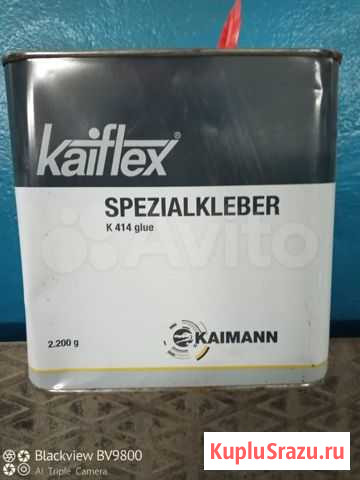 kaiflex®
SPEZIALKLEBER
K 414 glue
Avito
KAIMANN
2.200 g
Blackview BV9800
AI Triple Camera
KupluSrazu.ru